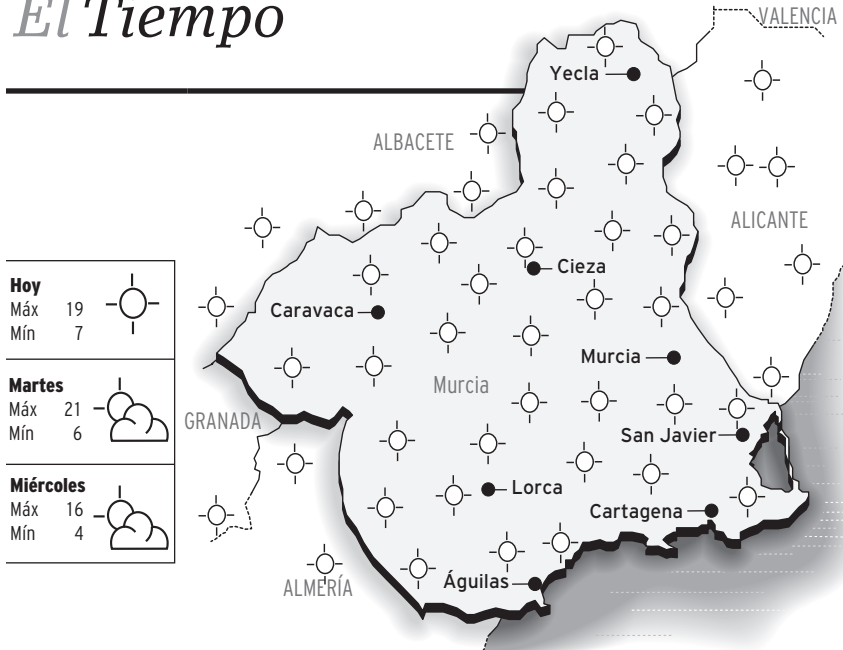 El Tiempo
VALENCIA
Yecla
ALBACETE
ALICANTE
Cieza
Caravaca
Murcia
Murcia
GRANADA
San Javier
Lorca
Cartagena
Águilas
ALMERÍA
Hoy
Máx 19
Mín 7
Martes
Máx 21
Mín 6
Miércoles
Máx 16
Mín 4